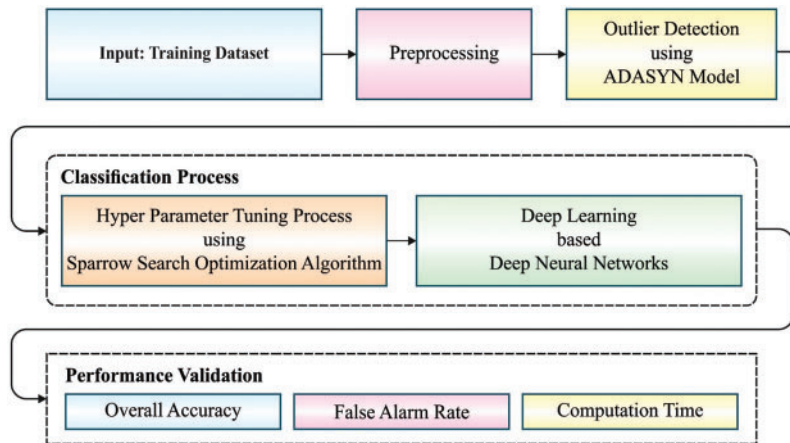 Input: Training Dataset
Preprocessing
Outlier Detection
using
ADASYN Model
Classification Process
Hyper Parameter Tuning Process
using
Sparrow Search Optimization Algorithm
Deep Learning
based
Deep Neural Networks
Performance Validation
Overall Accuracy
False Alarm Rate
Computation Time